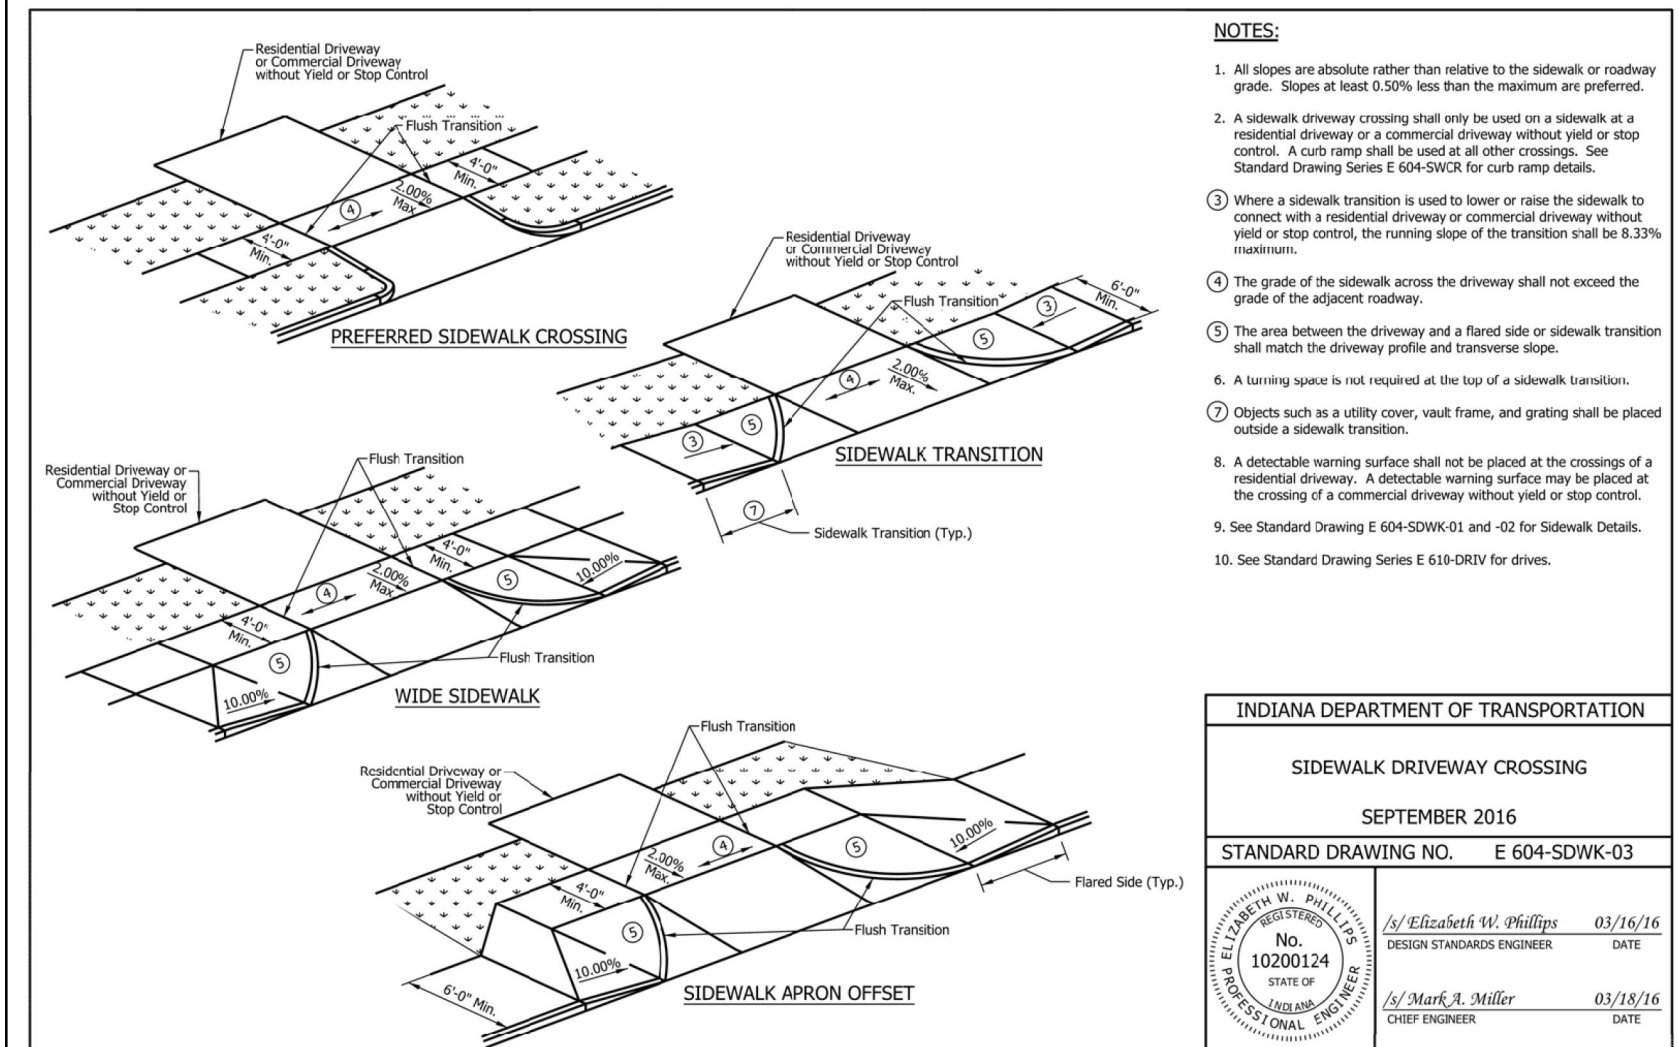 Residential Driveway
or Commercial Driveway
without Yield or Stop Control
Flush Transition
4'-0"
Min.
2.00%
Max.
4
4'-0"
Min.
PREFERRED SIDEWALK CROSSING
Residential Driveway
or Commercial Driveway
without Yield or Stop Control
Flush Transition
6'-0"
Min.
3
5
2.00%
Max.
4
5
3
SIDEWALK TRANSITION
7
Sidewalk Transition (Typ.)
Residential Driveway or
Commercial Driveway
without Yield or
Stop Control
Flush Transition
4'-0"
Min.
2.00%
Max.
4
5
10.00%
4'-0"
Min.
5
10.00%
Flush Transition
WIDE SIDEWALK
Residential Driveway or
Commercial Driveway
without Yield or
Stop Control
Flush Transition
2.00%
Max.
4
5
10.00%
4'-0"
Min.
5
10.00%
Flared Side (Typ.)
Flush Transition
6'-0" Min.
SIDEWALK APRON OFFSET
NOTES:
1. All slopes are absolute rather than relative to the sidewalk or roadway
grade. Slopes at least 0.50% less than the maximum are preferred.
2. A sidewalk driveway crossing shall only be used on a sidewalk at a
residential driveway or a commercial driveway without yield or stop
control. A curb ramp shall be used at all other crossings. See
Standard Drawing Series E 604-SWCR for curb ramp details.
3 Where a sidewalk transition is used to lower or raise the sidewalk to
connect with a residential driveway or commercial driveway without
yield or stop control, the running slope of the transition shall be 8.33%
maximum.
4 The grade of the sidewalk across the driveway shall not exceed the
grade of the adjacent roadway.
5 The area between the driveway and a flared side or sidewalk transition
shall match the driveway profile and transverse slope.
6. A turning space is not required at the top of a sidewalk transition.
7 Objects such as a utility cover, vault frame, and grating shall be placed
outside a sidewalk transition.
8. A detectable warning surface shall not be placed at the crossings of a
residential driveway. A detectable warning surface may be placed at
the crossing of a commercial driveway without yield or stop control.
9. See Standard Drawing E 604-SDWK-01 and -02 for Sidewalk Details.
10. See Standard Drawing Series E 610-DRIV for drives.
INDIANA DEPARTMENT OF TRANSPORTATION
SIDEWALK DRIVEWAY CROSSING
SEPTEMBER 2016
STANDARD DRAWING NO. E 604-SDWK-03
ELIZABETH W. PHILLIPS
REGISTERED
No.
10200124
STATE OF
INDIANA
PROFESSIONAL ENGINEER
/s/ Elizabeth W. Phillips 03/16/16
DESIGN STANDARDS ENGINEER DATE
/s/ Mark A. Miller 03/18/16
CHIEF ENGINEER DATE